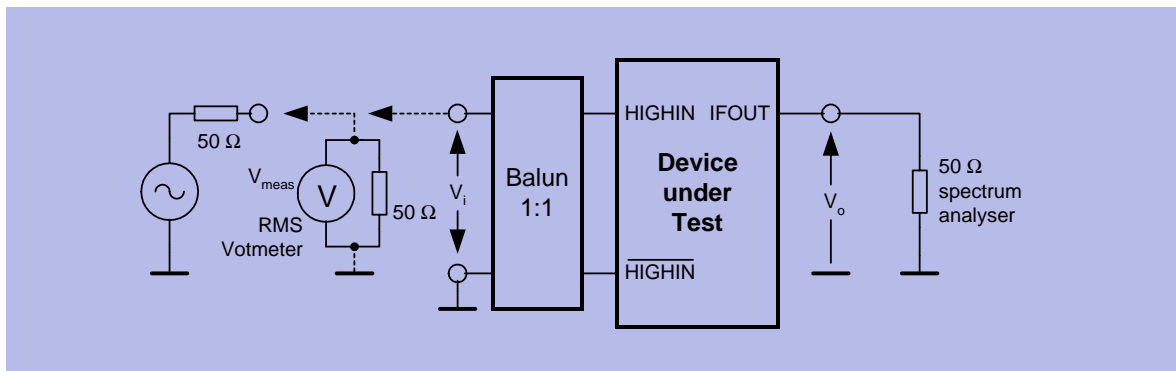 50 Ω
V meas
RMS
Votmeter
V
50 Ω
V i
Balun
1:1
HIGHIN IFOUT
Device
under
Test
HIGHIN
V o
50 Ω
spectrum
analyser